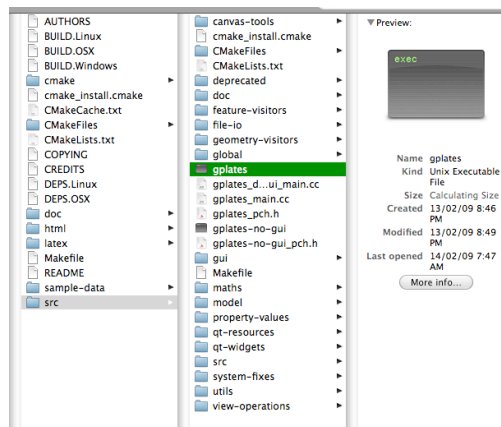 AUTHORS
BUILD.Linux
BUILD.OSX
BUILD.Windows
cmake
cmake_install.cmake
CMakeCache.txt
CMakeFiles
CMakeLists.txt
COPYING
CREDITS
DEPS.Linux
DEPS.OSX
doc
html
latex
Makefile
README
sample-data
src
canvas-tools
cmake_install.cmake
CMakeFiles
CMakeLists.txt
deprecated
doc
feature-visitors
file-io
geometry-visitors
global
gplates
gplates_d...ui_main.cc
gplates_main.cc
gplates_pch.h
gplates-no-gui
gplates-no-gui_pch.h
gui
Makefile
maths
model
property-values
qt-resources
qt-widgets
src
system-fixes
utils
view-operations
Preview:
exec
Name gplates
Kind Unix Executable
File
Size Calculating Size
Created 13/02/09 8:46
PM
Modified 13/02/09 8:49
PM
Last opened 14/02/09 7:47
AM
More info...